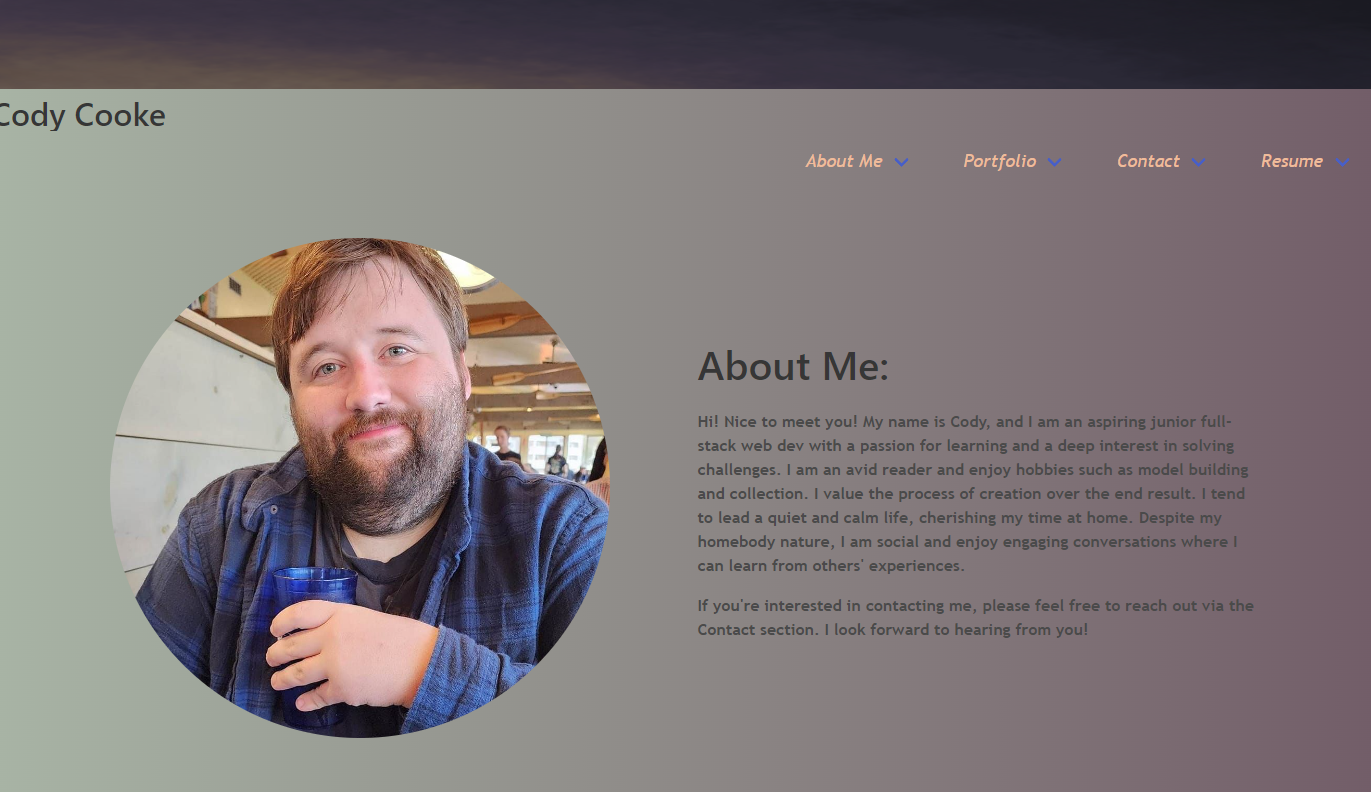 Cody Cooke
About Me
Portfolio
Contact
Resume
About Me:
Hi! Nice to meet you! My name is Cody, and I am an aspiring junior full-
stack web dev with a passion for learning and a deep interest in solving
challenges. I am an avid reader and enjoy hobbies such as model building
and collection. I value the process of creation over the end result. I tend
to lead a quiet and calm life, cherishing my time at home. Despite my
homebody nature, I am social and enjoy engaging conversations where I
can learn from others' experiences.
If you're interested in contacting me, please feel free to reach out via the
Contact section. I look forward to hearing from you!